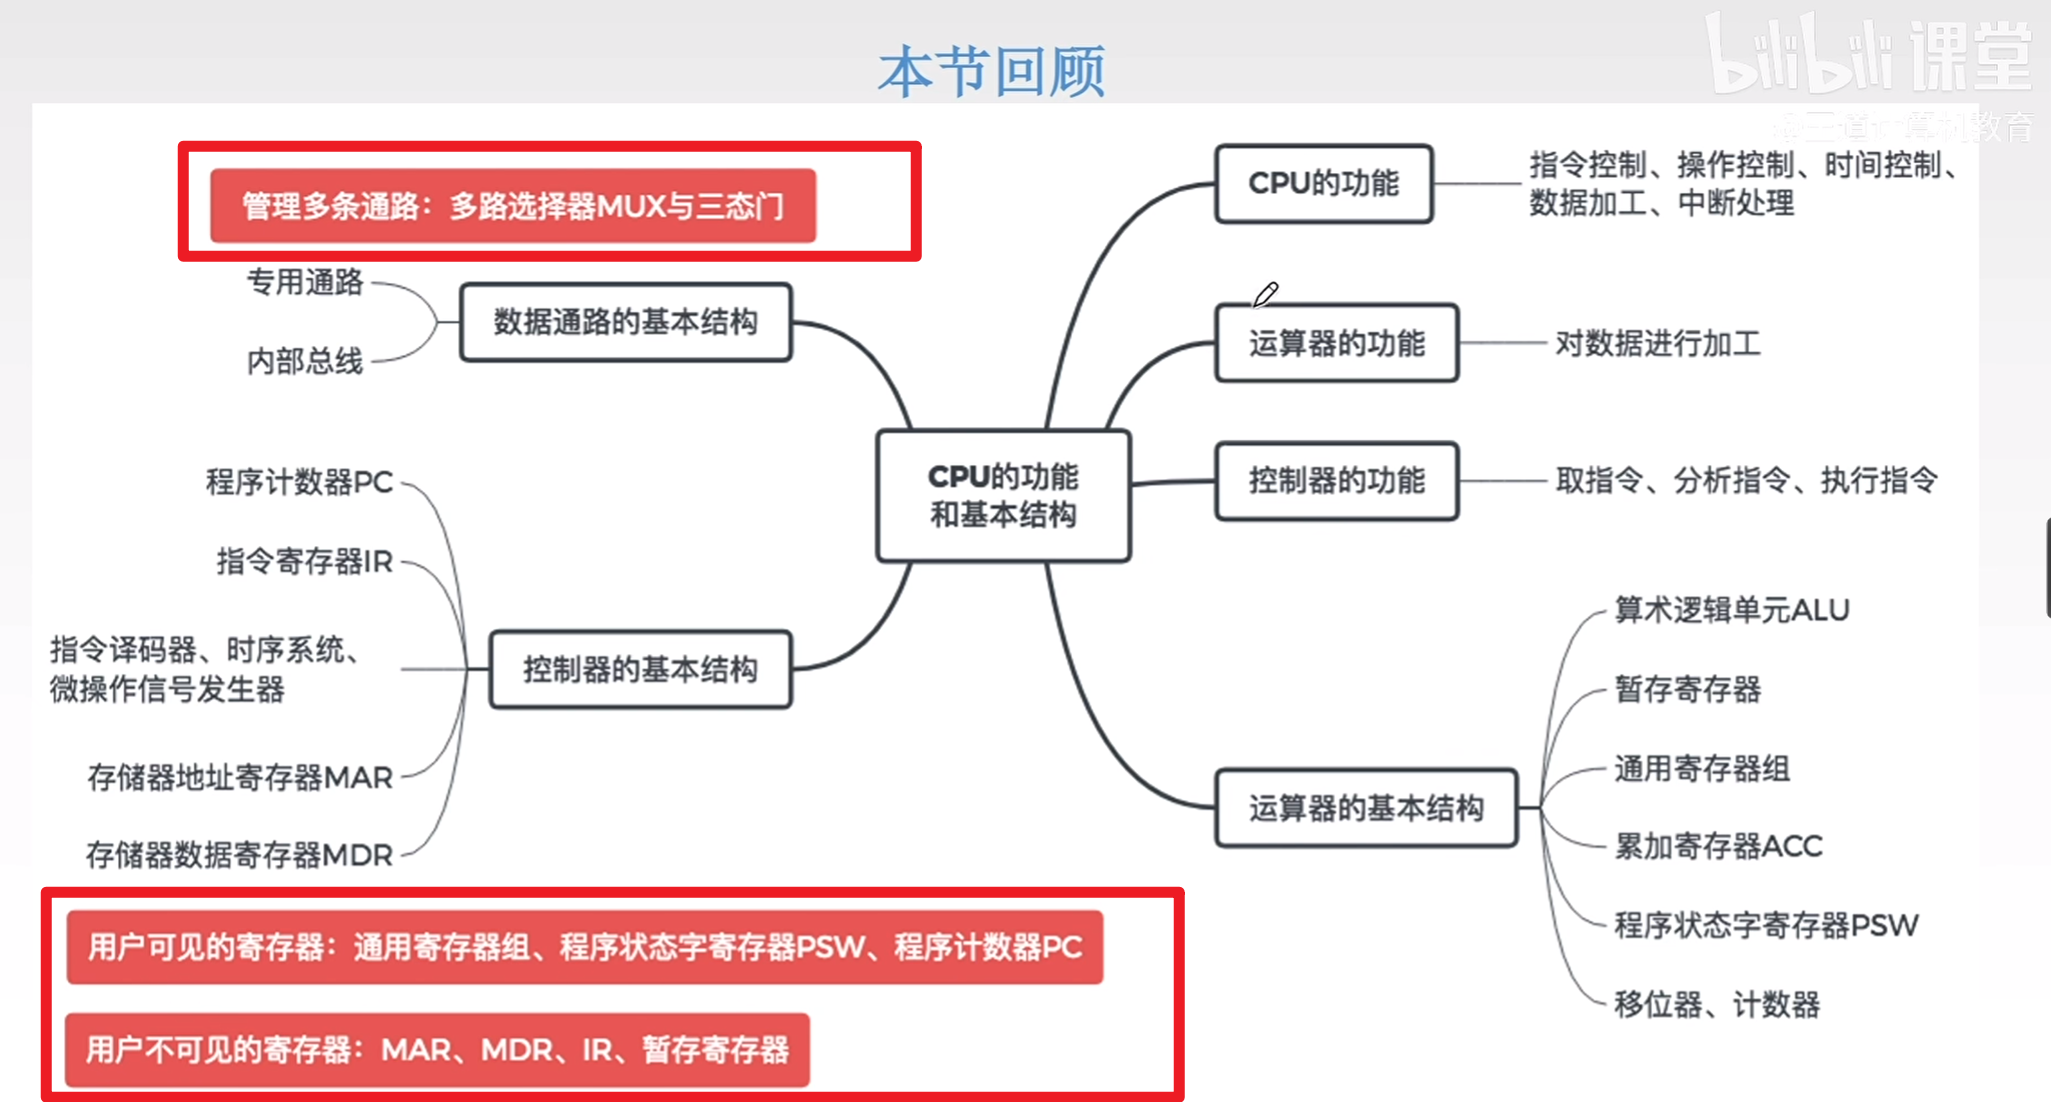 本节回顾
bilibili 课堂
@王道计算机教育
管理多条通路：多路选择器MUX与三态门
专用通路
内部总线
数据通路的基本结构
程序计数器PC
指令寄存器IR
指令译码器、时序系统、
微操作信号发生器
存储器地址寄存器MAR
存储器数据寄存器MDR
控制器的基本结构
用户可见的寄存器：通用寄存器组、程序状态字寄存器PSW、程序计数器PC
用户不可见的寄存器：MAR、MDR、IR、暂存寄存器
CPU的功能
和基本结构
CPU的功能
指令控制、操作控制、时间控制、
数据加工、中断处理
运算器的功能
对数据进行加工
控制器的功能
取指令、分析指令、执行指令
运算器的基本结构
算术逻辑单元ALU
暂存寄存器
通用寄存器组
累加寄存器ACC
程序状态字寄存器PSW
移位器、计数器